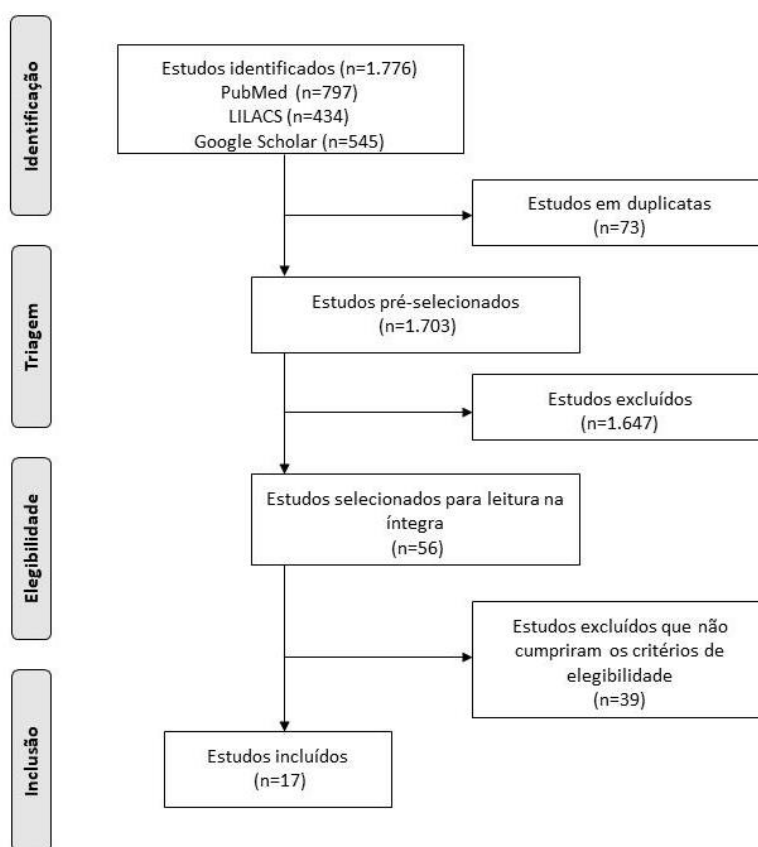 Identificação
Estudos identificados (n=1.776)
PubMed (n=797)
LILACS (n=434)
Google Scholar (n=545)
Estudos em duplicatas
(n=73)
Triagem
Estudos pré-selecionados
(n=1.703)
Estudos excluídos
(n=1.647)
Elegibilidade
Estudos selecionados para leitura na
íntegra
(n=56)
Estudos excluídos que não
cumpriram os critérios de
elegibilidade
(n=39)
Inclusão
Estudos incluídos
(n=17)